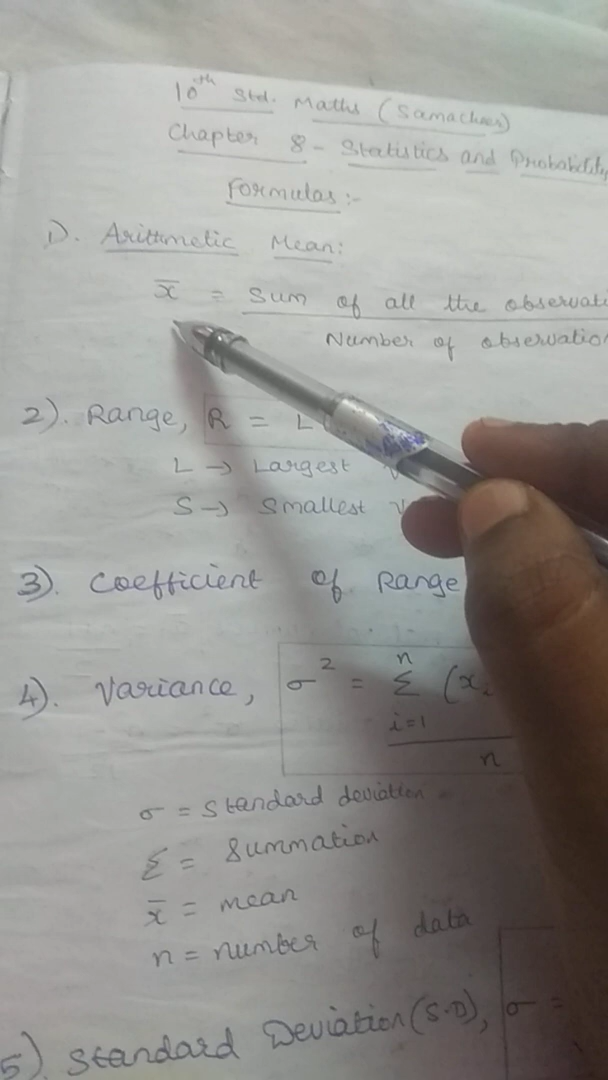 10th Std. Maths (Samacheer)
Chapter 8 - Statistics and Probability
Formulas:-
1). Arithmetic Mean:
x̄ = Sum of all the observati
Number of observation
2). Range, R = L
L → Largest
S → Smallest
3). Coefficient of Range
4). Variance, σ² = n Σ i=1 (xi
n
σ = Standard deviation
Σ = Summation
x̄ = mean
n = number of data
5) Standard Deviation (S.D), σ =